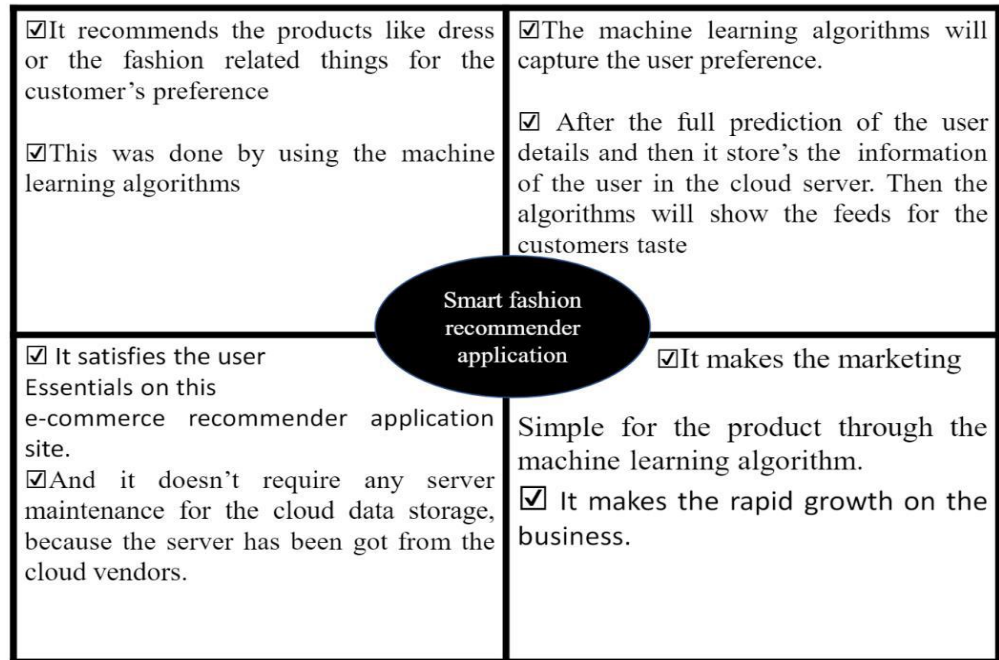 ☑It recommends the products like dress
or the fashion related things for the
customer’s preference
☑This was done by using the machine
learning algorithms
☑The machine learning algorithms will
capture the user preference.
☑ After the full prediction of the user
details and then it store’s the information
of the user in the cloud server. Then the
algorithms will show the feeds for the
customers taste
Smart fashion
recommender
application
☑ It satisfies the user
Essentials on this
e-commerce recommender application
site.
☑And it doesn’t require any server
maintenance for the cloud data storage,
because the server has been got from the
cloud vendors.
☑It makes the marketing
Simple for the product through the
machine learning algorithm.
☑ It makes the rapid growth on the
business.